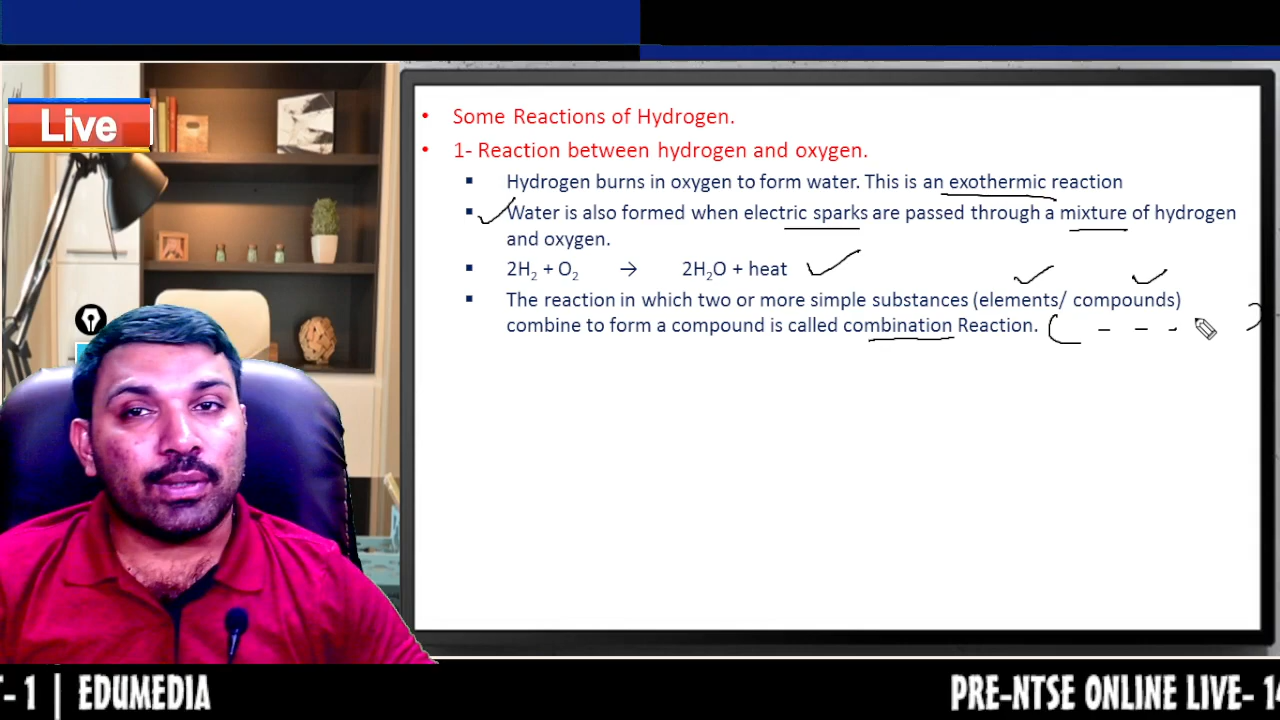 Live
• Some Reactions of Hydrogen.
• 1- Reaction between hydrogen and oxygen.
▪ Hydrogen burns in oxygen to form water. This is an exothermic reaction
▪ Water is also formed when electric sparks are passed through a mixture of hydrogen
and oxygen.
▪ 2H₂ + O₂ → 2H₂O + heat
▪ The reaction in which two or more simple substances (elements/ compounds)
combine to form a compound is called combination Reaction.
- 1 | EDUMEDIA
PRE-NTSE ONLINE LIVE-